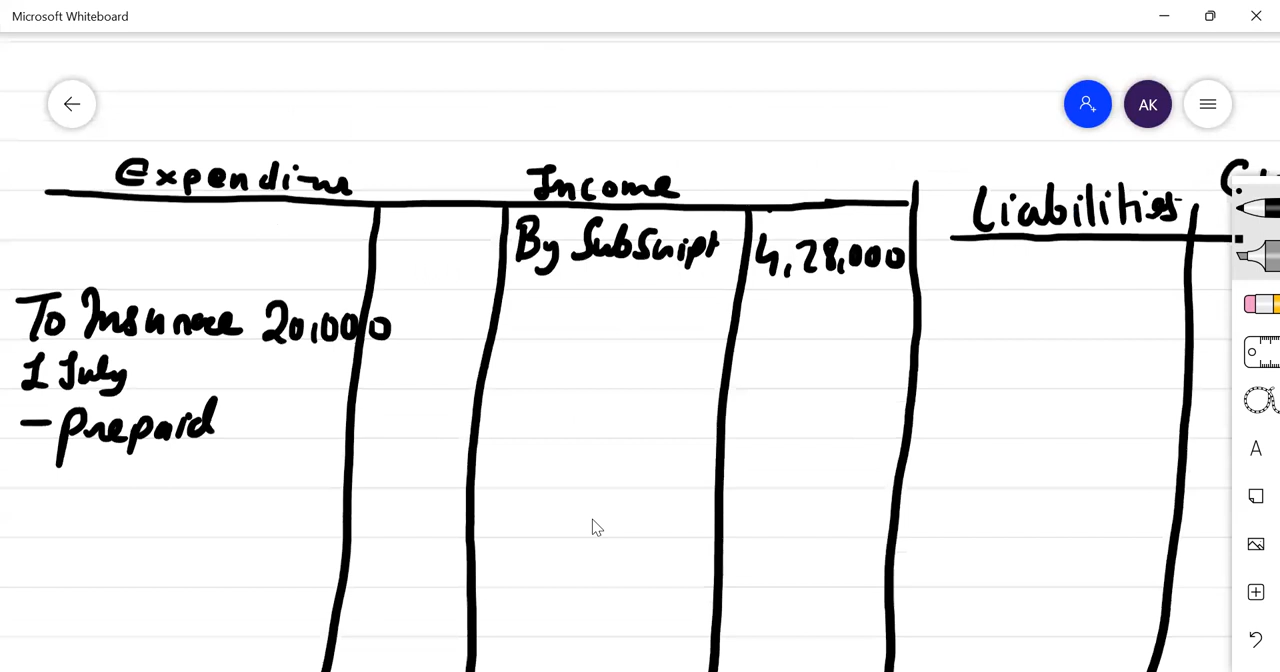 Microsoft Whiteboard
AK
Expenditure Income
Liabilities
By Subscript 4,28,000
To Insurance 20,000
1 July
- prepaid
A